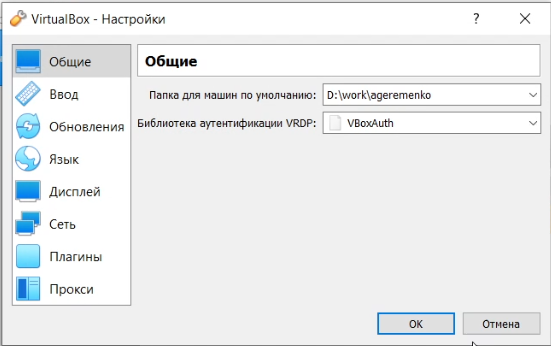 VirtualBox - Настройки
Общие
Ввод
Обновления
Язык
Дисплей
Сеть
Плагины
Прокси
Общие
Папка для машин по умолчанию: D:\work\ageremenko
Библиотека аутентификации VRDP: VBoxAuth
OK Отмена